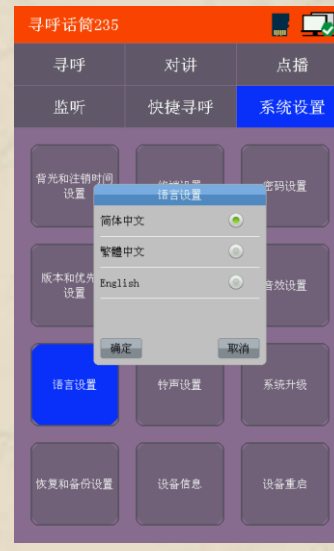 寻呼话筒235
寻呼
对讲
点播
监听
快捷寻呼
系统设置
背光和注销时间
设置
密码设置
语言设置
简体中文
繁體中文
English
确定
取消
版本和优先
设置
音效设置
语言设置
铃声设置
系统升级
恢复和备份设置
设备信息
设备重启